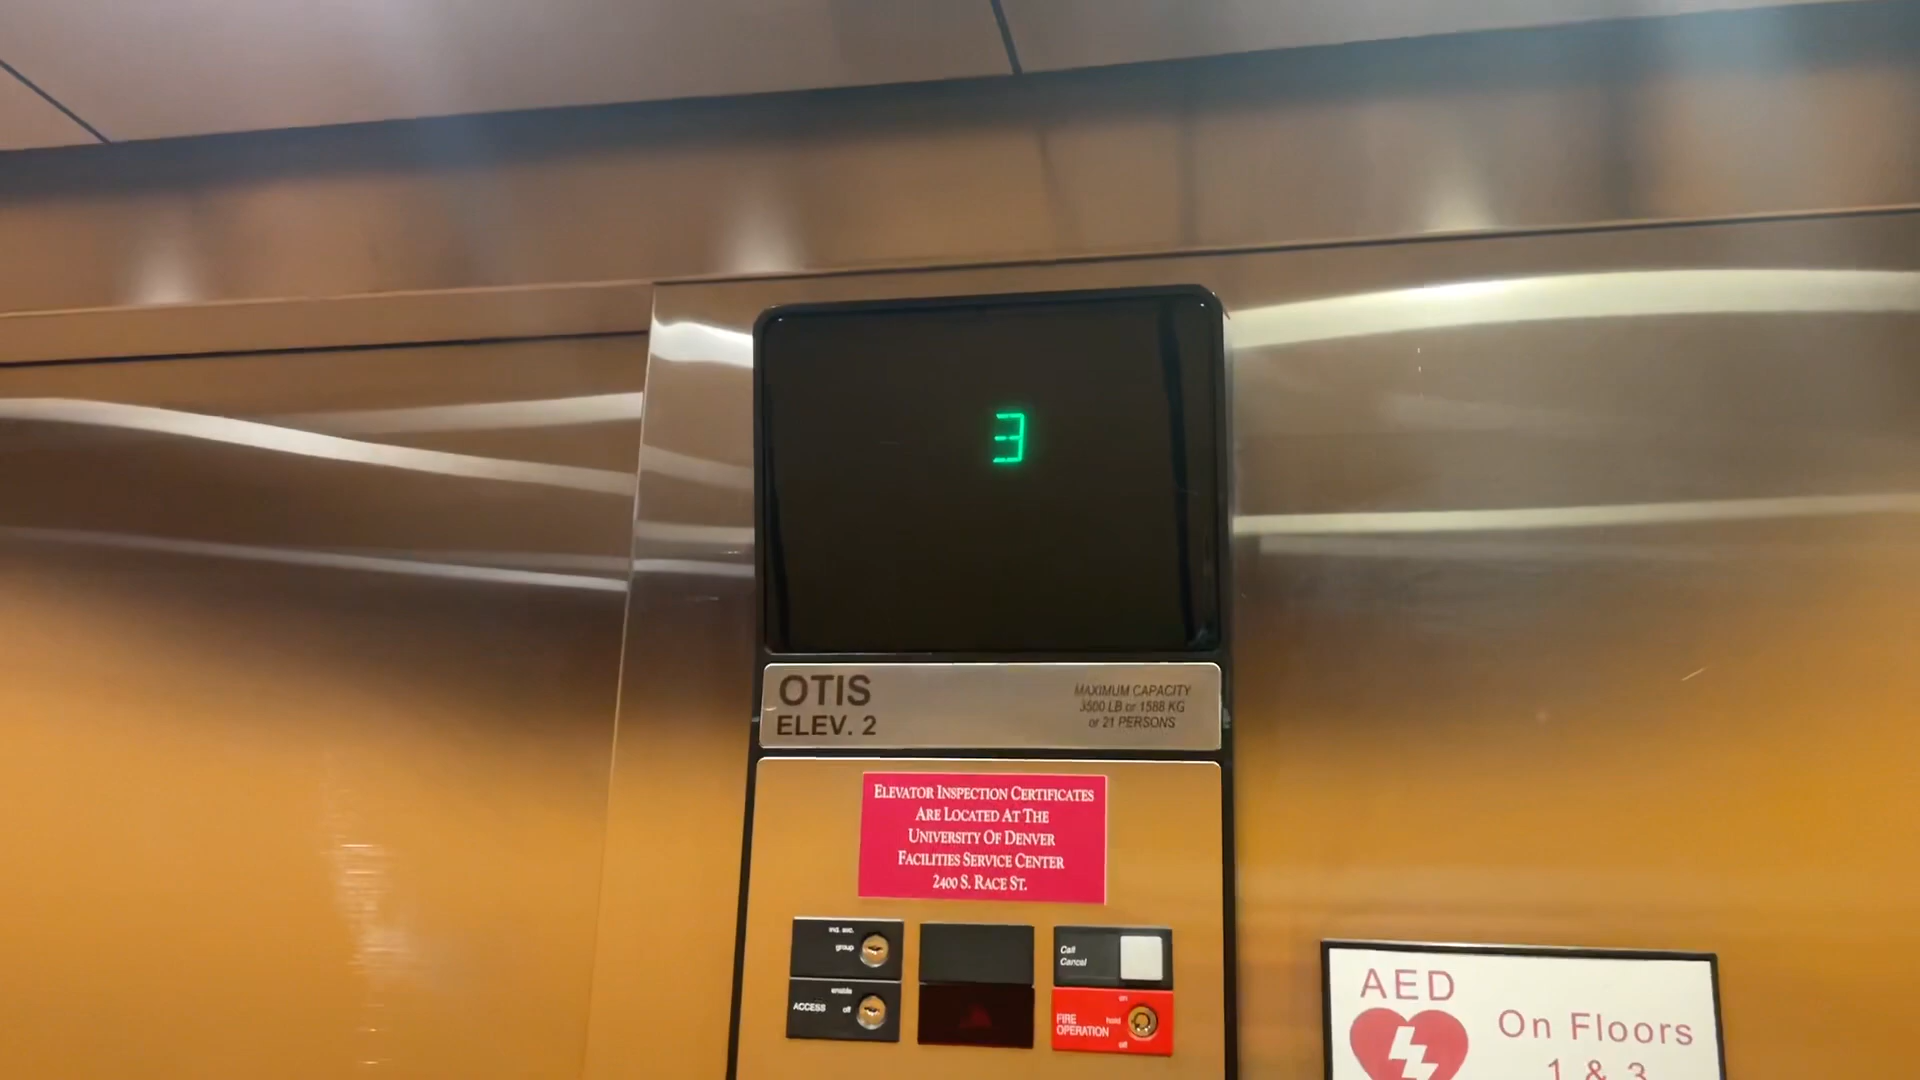 3
OTIS
ELEV. 2
MAXIMUM CAPACITY
3500 LB or 1588 KG
or 21 PERSONS
ELEVATOR INSPECTION CERTIFICATES
ARE LOCATED AT THE
UNIVERSITY OF DENVER
FACILITIES SERVICE CENTER
2400 S. RACE ST.
ind. svc.
group
enable
ACCESS off
Call
Cancel
on
FIRE hold
OPERATION
off
AED
On Floors
1 & 3